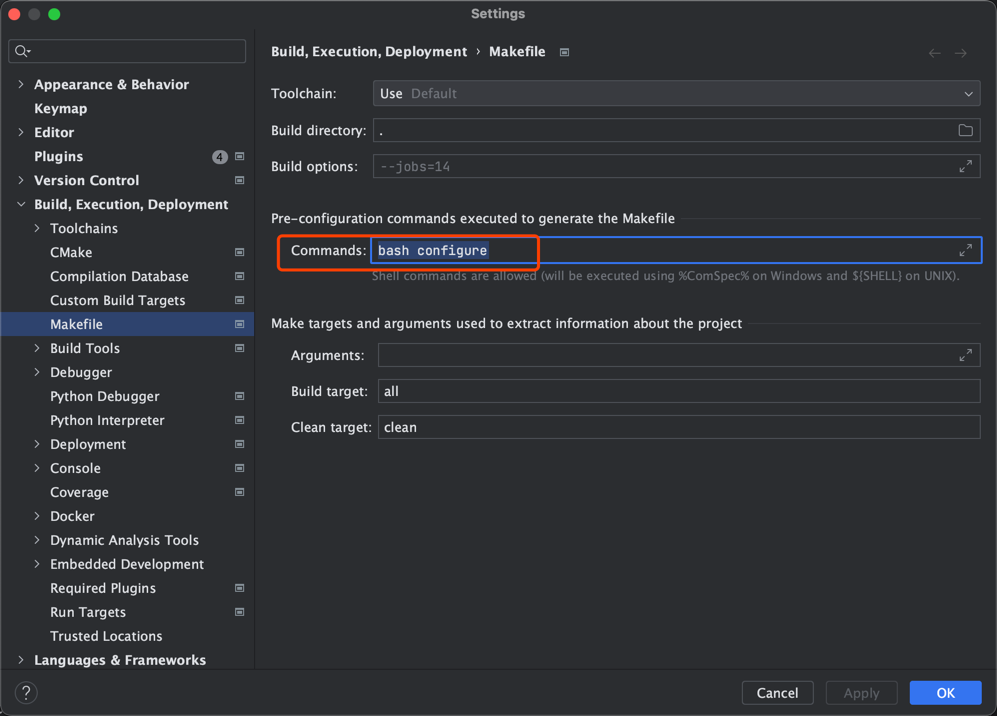 Settings
Build, Execution, Deployment › Makefile
Appearance & Behavior
Keymap
Editor
Plugins 4
Version Control
Build, Execution, Deployment
Toolchains
CMake
Compilation Database
Custom Build Targets
Makefile
Build Tools
Debugger
Python Debugger
Python Interpreter
Deployment
Console
Coverage
Docker
Dynamic Analysis Tools
Embedded Development
Required Plugins
Run Targets
Trusted Locations
Languages & Frameworks
Toolchain: Use Default
Build directory: .
Build options: --jobs=14
Pre-configuration commands executed to generate the Makefile
Commands: bash configure
Shell commands are allowed (will be executed using %ComSpec% on Windows and ${SHELL} on UNIX).
Make targets and arguments used to extract information about the project
Arguments:
Build target: all
Clean target: clean
?
Cancel
Apply
OK